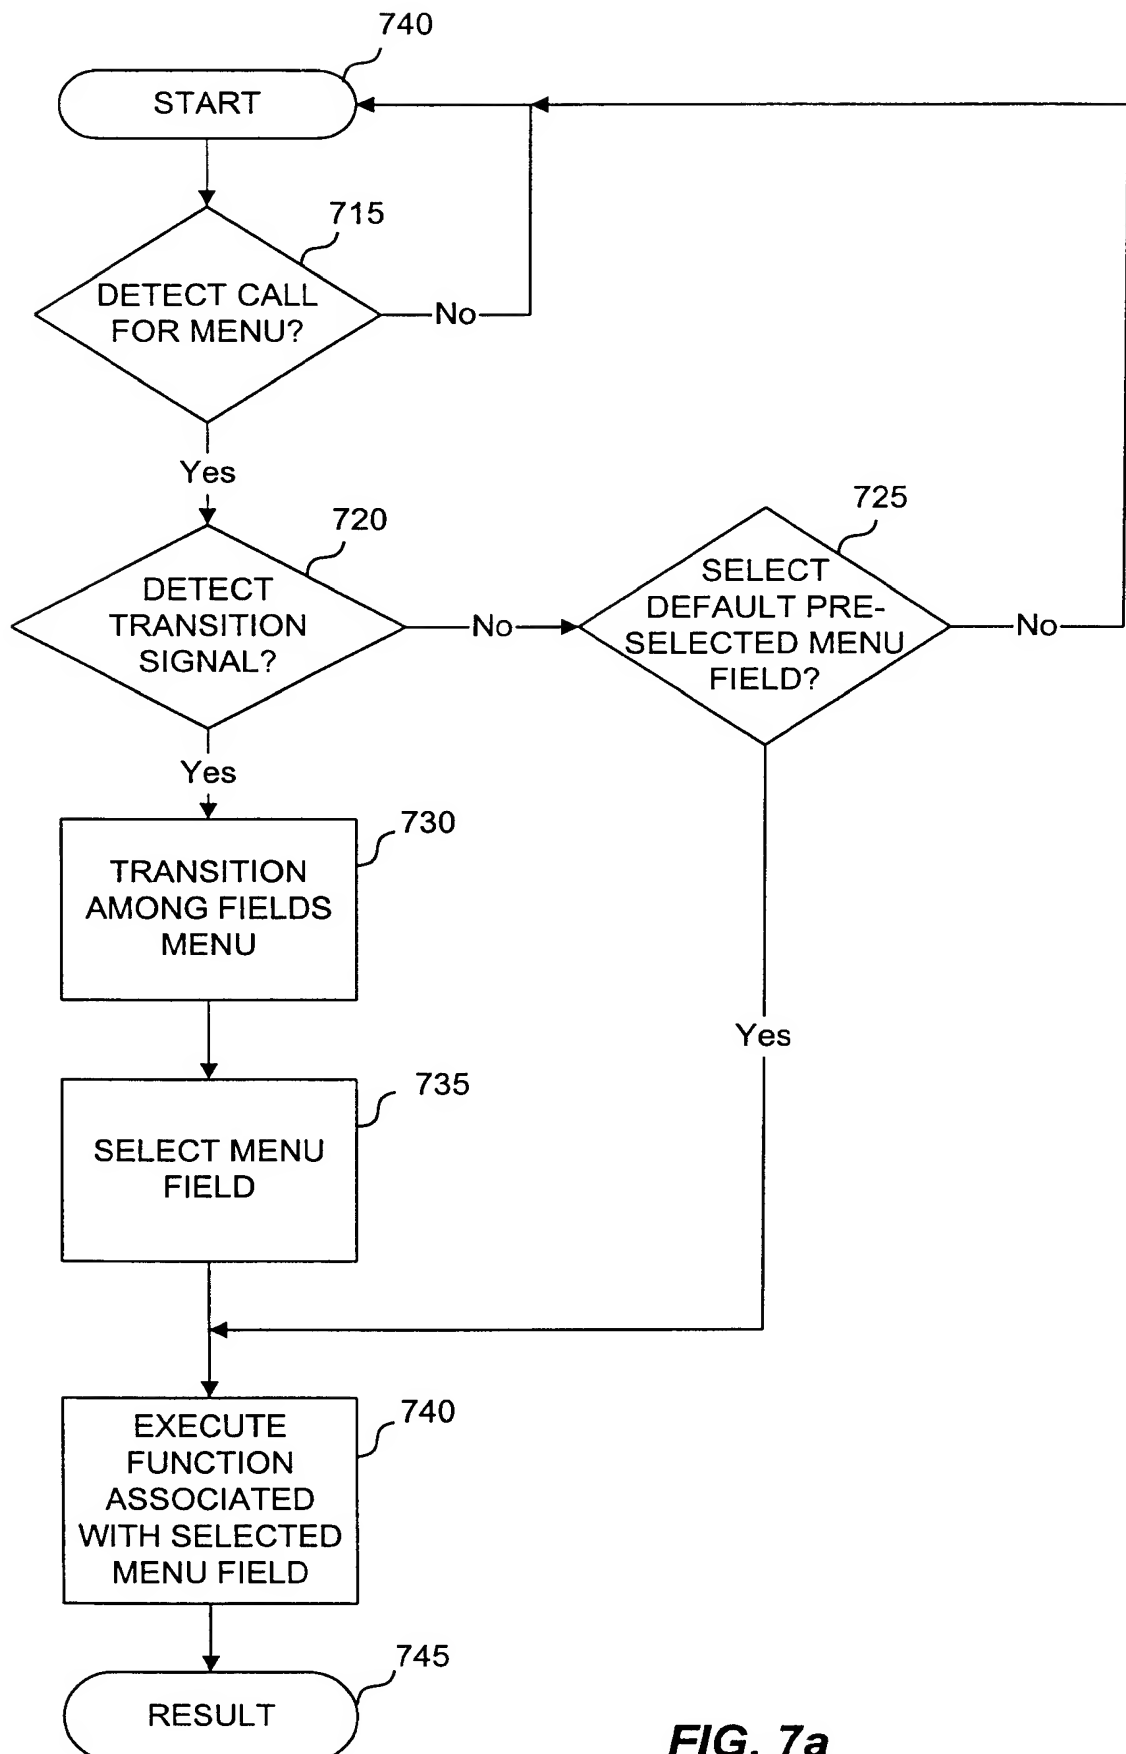 740
START
715
DETECT CALL
FOR MENU?
No
Yes
720
DETECT
TRANSITION
SIGNAL?
No
725
SELECT
DEFAULT PRE-
SELECTED MENU
FIELD?
No
Yes
730
TRANSITION
AMONG FIELDS
MENU
Yes
735
SELECT MENU
FIELD
740
EXECUTE
FUNCTION
ASSOCIATED
WITH SELECTED
MENU FIELD
745
RESULT
FIG. 7a